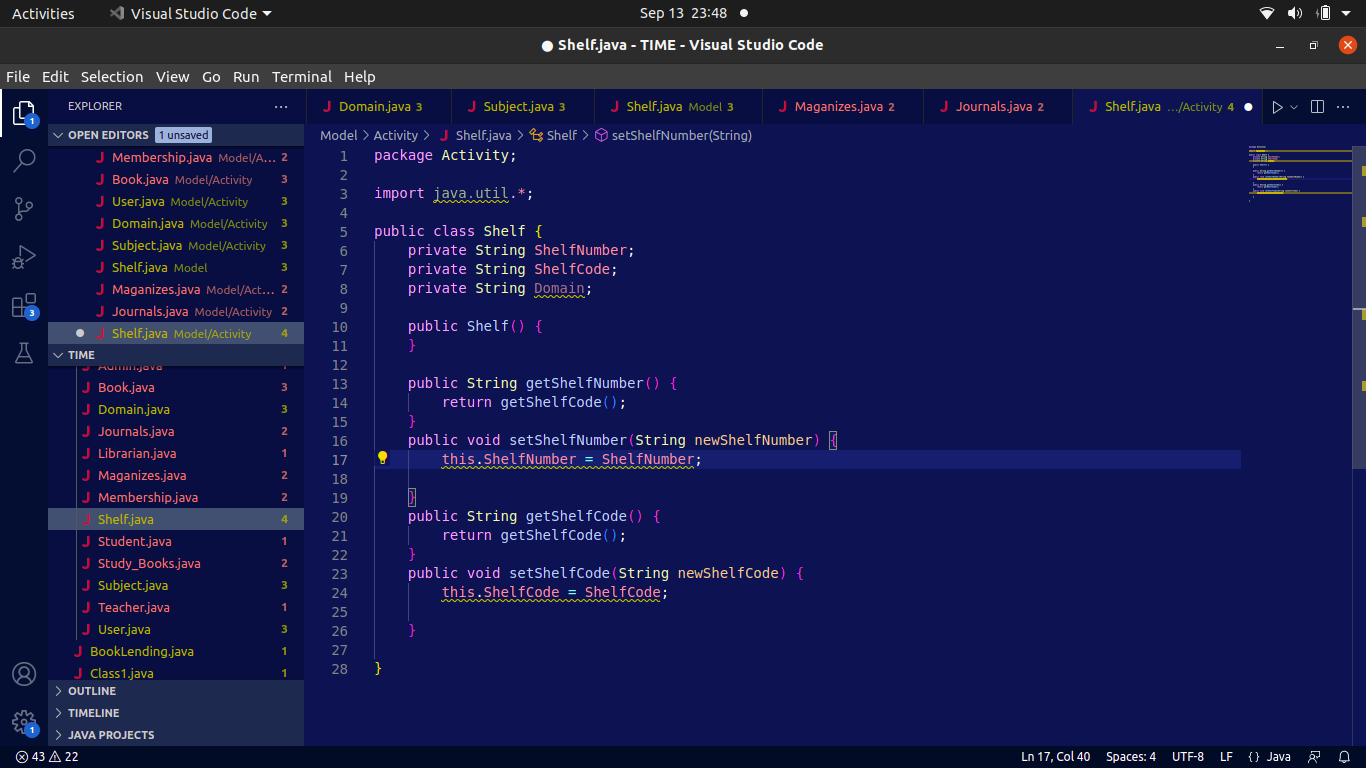 Activities Visual Studio Code Sep 13 23:48
Shelf.java - TIME - Visual Studio Code
File Edit Selection View Go Run Terminal Help
EXPLORER
Domain.java 3 Subject.java 3 Shelf.java Model 3 Maganizes.java 2 Journals.java 2 Shelf.java .../Activity 4
OPEN EDITORS 1 unsaved
Membership.java Model/A... 2
Book.java Model/Activity 3
User.java Model/Activity 3
Domain.java Model/Activity 3
Subject.java Model/Activity 3
Shelf.java Model 3
Maganizes.java Model/Act... 2
Journals.java Model/Activity 2
Shelf.java Model/Activity 4
TIME
Admin.java 1
Book.java 3
Domain.java 3
Journals.java 2
Librarian.java 1
Maganizes.java 2
Membership.java 2
Shelf.java 4
Student.java 1
Study_Books.java 2
Subject.java 3
Teacher.java 1
User.java 3
BookLending.java 1
Class1.java 1
OUTLINE
TIMELINE
JAVA PROJECTS
1
3
1
Model > Activity > Shelf.java > Shelf > setShelfNumber(String)
1 package Activity;
2
3 import java.util.*;
4
5 public class Shelf {
6 private String ShelfNumber;
7 private String ShelfCode;
8 private String Domain;
9
10 public Shelf() {
11 }
12
13 public String getShelfNumber() {
14 return getShelfCode();
15 }
16 public void setShelfNumber(String newShelfNumber) {
17 this.ShelfNumber = ShelfNumber;
18
19 }
20 public String getShelfCode() {
21 return getShelfCode();
22 }
23 public void setShelfCode(String newShelfCode) {
24 this.ShelfCode = ShelfCode;
25
26 }
27
28 }
43 22 Ln 17, Col 40 Spaces: 4 UTF-8 LF {} Java